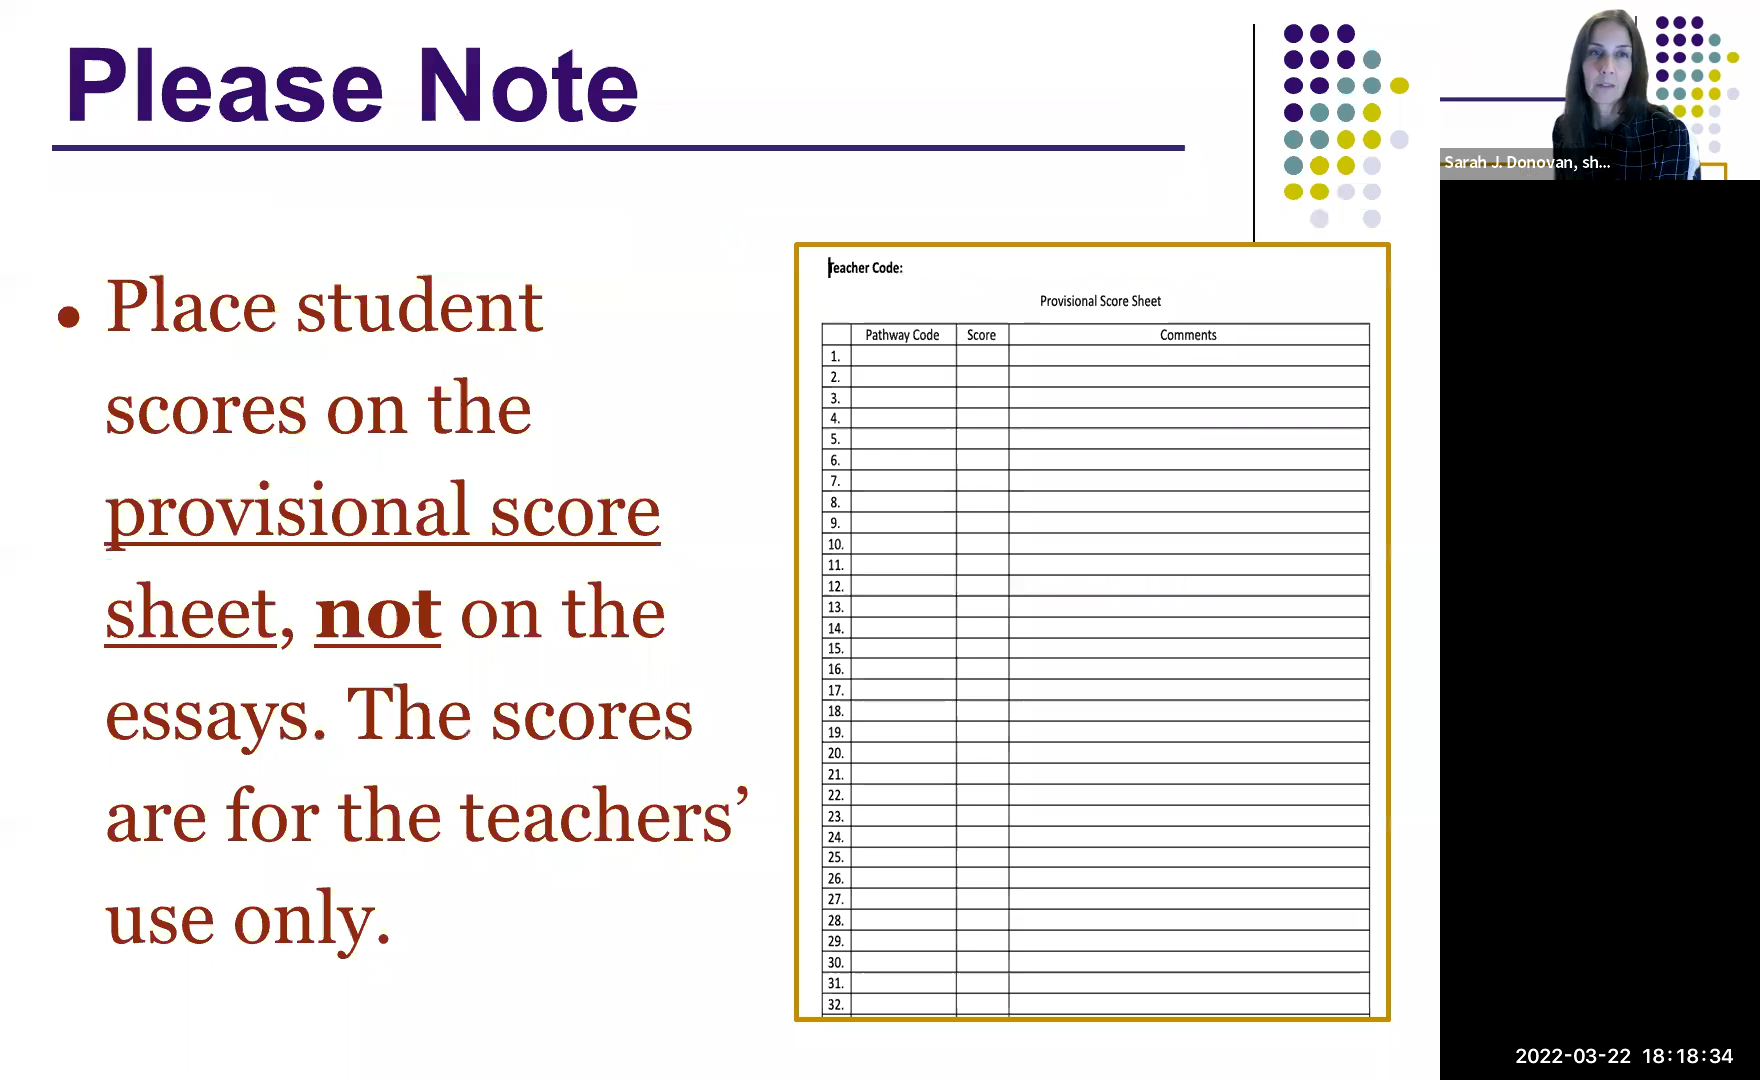 Please Note
• Place student
scores on the
provisional score
sheet, not on the
essays. The scores
are for the teachers’
use only.
Teacher Code:
Provisional Score Sheet
Pathway Code Score Comments
1.
2.
3.
4.
5.
6.
7.
8.
9.
10.
11.
12.
13.
14.
15.
16.
17.
18.
19.
20.
21.
22.
23.
24.
25.
26.
27.
28.
29.
30.
31.
32.
Sarah J. Donovan, sh...
2022-03-22 18:18:34